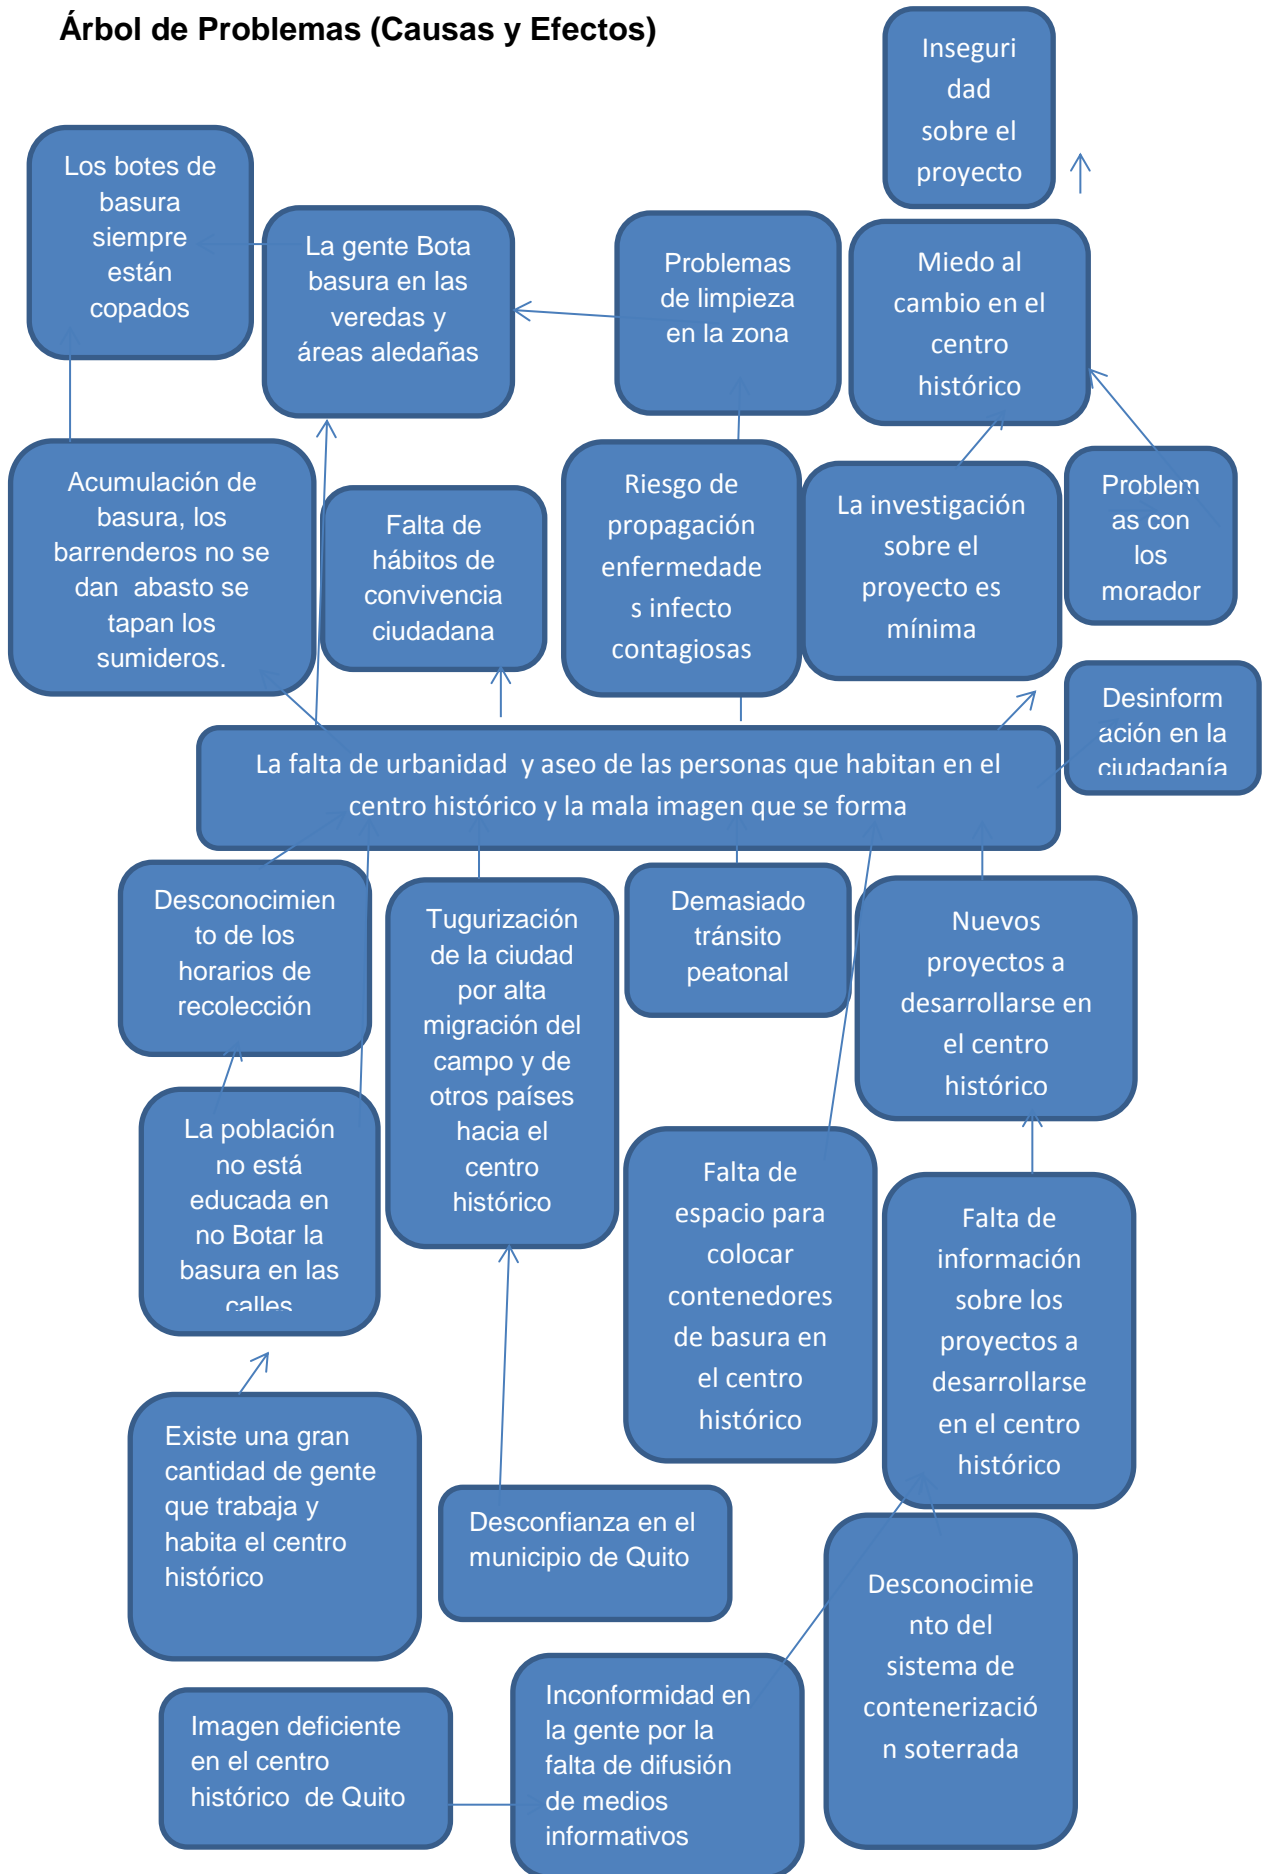 Árbol de Problemas (Causas y Efectos)
Inseguri
dad
sobre el
proyecto
Los botes de
basura
siempre
están
copados
La gente Bota
basura en las
veredas y
áreas aledañas
Problemas
de limpieza
en la zona
Miedo al
cambio en el
centro
histórico
Acumulación de
basura, los
barrenderos no se
dan abasto se
tapan los
sumideros.
Falta de
hábitos de
convivencia
ciudadana
Riesgo de
propagación
enfermedade
s infecto
contagiosas
La investigación
sobre el
proyecto es
mínima
Problem
as con
los
morador
Desinform
ación en la
ciudadanía
La falta de urbanidad y aseo de las personas que habitan en el
centro histórico y la mala imagen que se forma
Desconocimien
to de los
horarios de
recolección
Tugurización
de la ciudad
por alta
migración del
campo y de
otros países
hacia el
centro
histórico
Demasiado
tránsito
peatonal
Nuevos
proyectos a
desarrollarse en
el centro
histórico
La población
no está
educada en
no Botar la
basura en las
calles
Falta de
espacio para
colocar
contenedores
de basura en
el centro
histórico
Falta de
información
sobre los
proyectos a
desarrollarse
en el centro
histórico
Existe una gran
cantidad de gente
que trabaja y
habita el centro
histórico
Desconfianza en el
municipio de Quito
Desconocimie
nto del
sistema de
contenerizació
n soterrada
Imagen deficiente
en el centro
histórico de Quito
Inconformidad en
la gente por la
falta de difusión
de medios
informativos